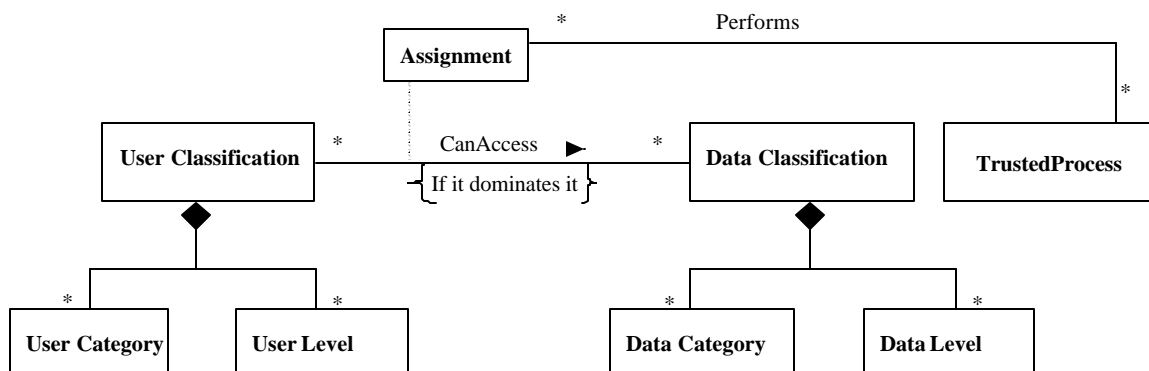 * Performs
Assignment
*
User Classification * CanAccess * Data Classification TrustedProcess
{ If it dominates it }
* * * *
User Category User Level Data Category Data Level